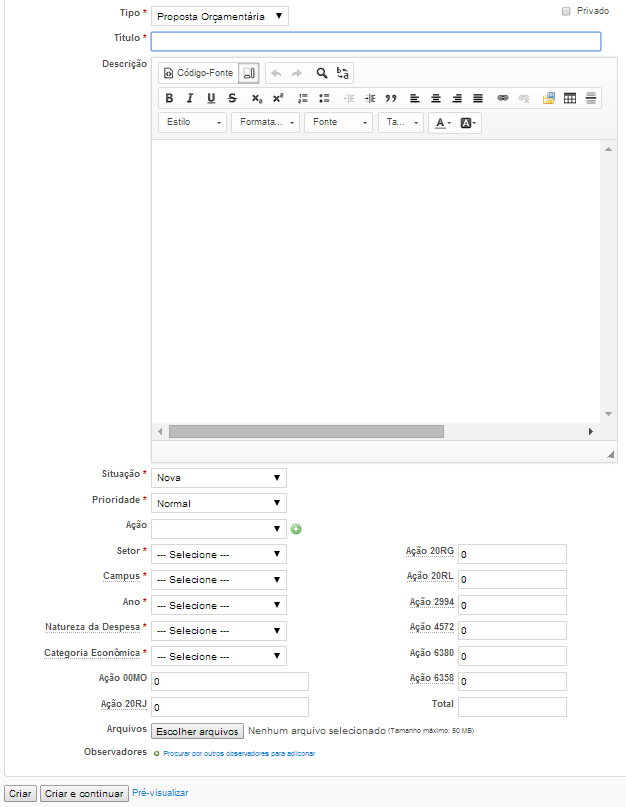 Tipo * Proposta Orçamentária Privado
Título *
Descrição Código-Fonte
B I U S x₂ x²
Estilo Formata... Fonte Ta... A A
Situação * Nova
Prioridade * Normal
Ação
Setor * --- Selecione --- Ação 20RG 0
Campus * --- Selecione --- Ação 20RL 0
Ano * --- Selecione --- Ação 2994 0
Natureza da Despesa * --- Selecione --- Ação 4572 0
Categoria Econômica * --- Selecione --- Ação 6380 0
Ação 00MO 0 Ação 6358 0
Ação 20RJ 0 Total
Arquivos Escolher arquivos Nenhum arquivo selecionado (Tamanho máximo: 50 MB)
Observadores Procurar por outros observadores para adicionar
Criar Criar e continuar Pré-visualizar